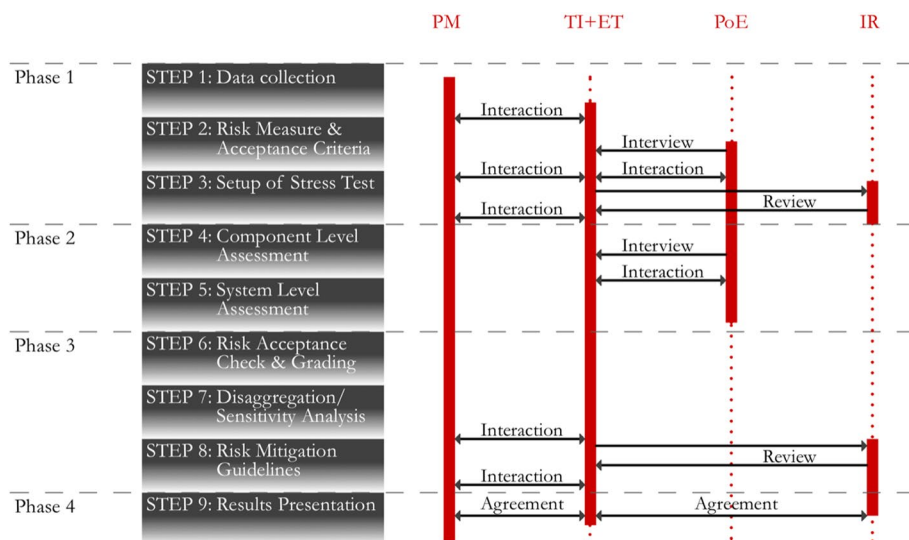 PM TI+ET PoE IR
Phase 1
STEP 1: Data collection
Interaction
STEP 2: Risk Measure &
Acceptance Criteria
Interview
Interaction Interaction
STEP 3: Setup of Stress Test
Review
Interaction
Phase 2
STEP 4: Component Level
Assessment
Interview
Interaction
STEP 5: System Level
Assessment
Phase 3
STEP 6: Risk Acceptance
Check & Grading
STEP 7: Disaggregation/
Sensitivity Analysis
Interaction
STEP 8: Risk Mitigation
Guidelines
Review
Interaction
Phase 4
STEP 9: Results Presentation
Agreement Agreement